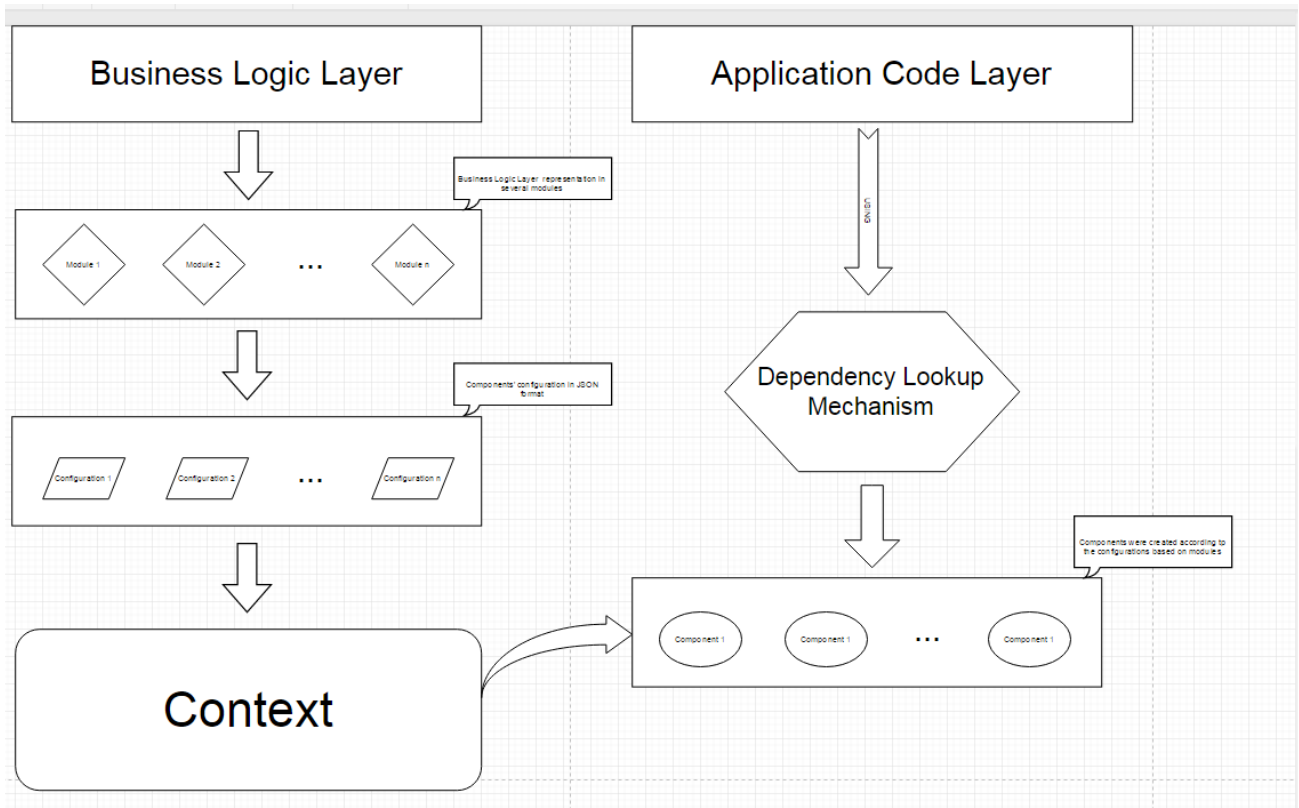 Business Logic Layer
Application Code Layer
Business Logic Layer representation in
several modules
USING
Module 1
Module 2
...
Module n
Components' configuration in JSON
format
Dependency Lookup
Mechanism
Configuration 1
Configuration 2
...
Configuration n
Components were created according to
the configurations based on modules
Context
Component 1
Component 1
...
Component 1